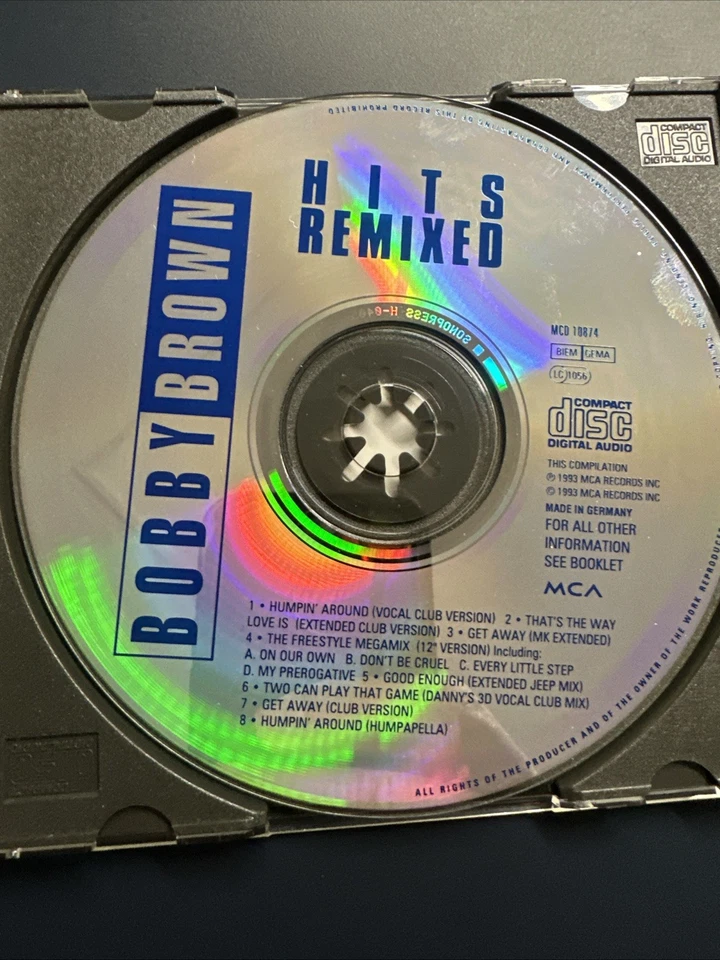 HITS
REMIXED
BOBBY BROWN
COMPACT
disc
DIGITAL AUDIO
SONOPRESS
MCD 10874
BIEM GEMA
LC 1056
COMPACT
disc
DIGITAL AUDIO
THIS COMPILATION
℗ 1993 MCA RECORDS INC
© 1993 MCA RECORDS INC
MADE IN GERMANY
FOR ALL OTHER
INFORMATION
SEE BOOKLET
MCA
1 • HUMPIN' AROUND (VOCAL CLUB VERSION) 2 • THAT'S THE WAY
LOVE IS (EXTENDED CLUB VERSION) 3 • GET AWAY (MK EXTENDED)
4 • THE FREESTYLE MEGAMIX (12" VERSION) Including:
A. ON OUR OWN B. DON'T BE CRUEL C. EVERY LITTLE STEP
D. MY PREROGATIVE 5 • GOOD ENOUGH (EXTENDED JEEP MIX)
6 • TWO CAN PLAY THAT GAME (DANNY'S 3D VOCAL CLUB MIX)
7 • GET AWAY (CLUB VERSION)
8 • HUMPIN' AROUND (HUMPAPELLA)
ALL RIGHTS OF THE PRODUCER AND OF THE OWNER OF THE WORK REPRODUCED
OF THIS RECORD PROHIBITED